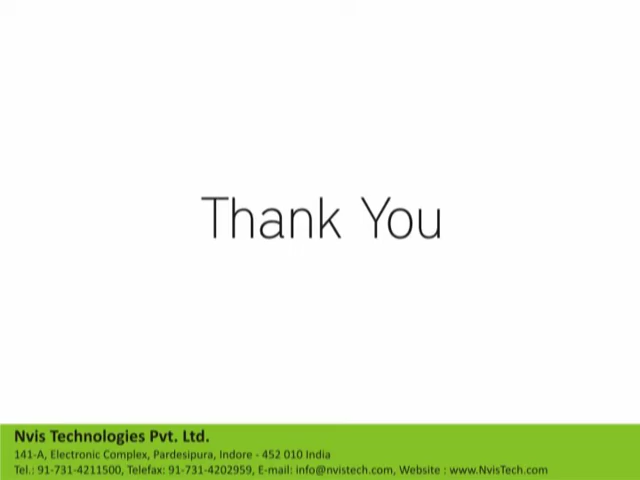 Thank You
Nvis Technologies Pvt. Ltd.
141-A, Electronic Complex, Pardesipura, Indore - 452 010 India
Tel.: 91-731-4211500, Telefax: 91-731-4202959, E-mail: info@nvistech.com, Website : www.NvisTech.com